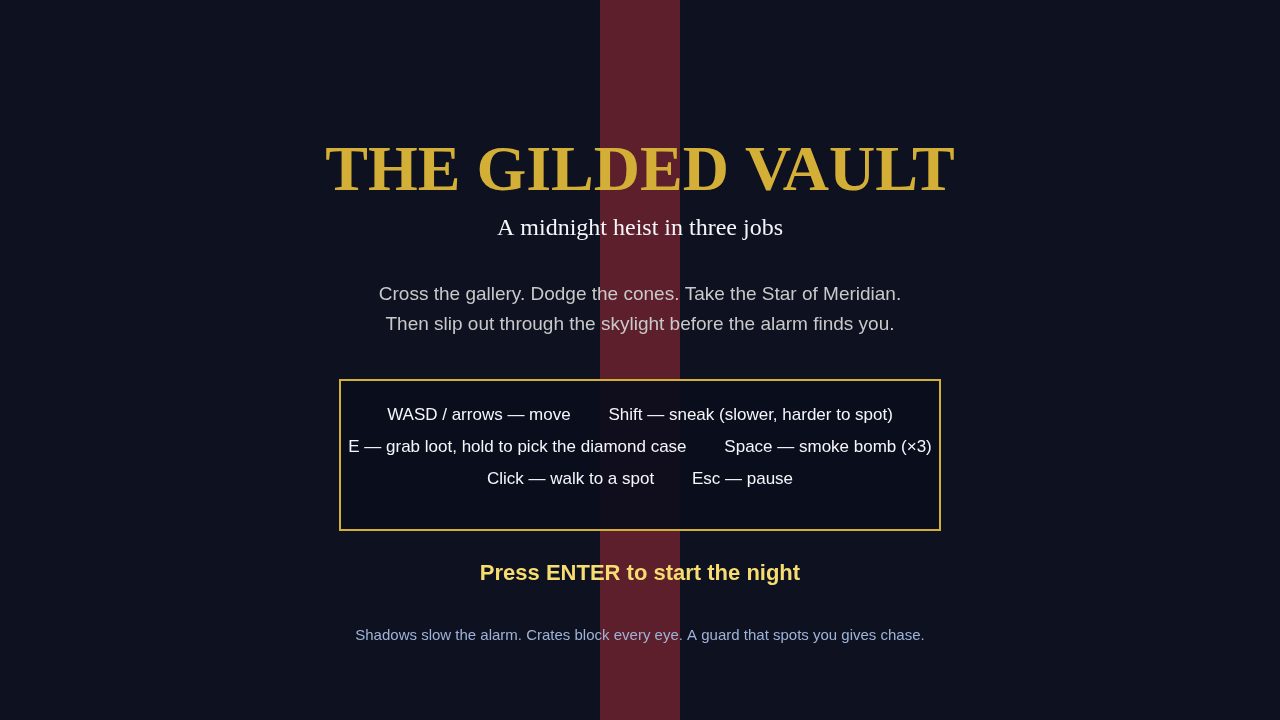 THE GILDED VAULT
A midnight heist in three jobs
Cross the gallery. Dodge the cones. Take the Star of Meridian.
Then slip out through the skylight before the alarm finds you.
WASD / arrows — move Shift — sneak (slower, harder to spot)
E — grab loot, hold to pick the diamond case Space — smoke bomb (×3)
Click — walk to a spot Esc — pause
Press ENTER to start the night
Shadows slow the alarm. Crates block every eye. A guard that spots you gives chase.